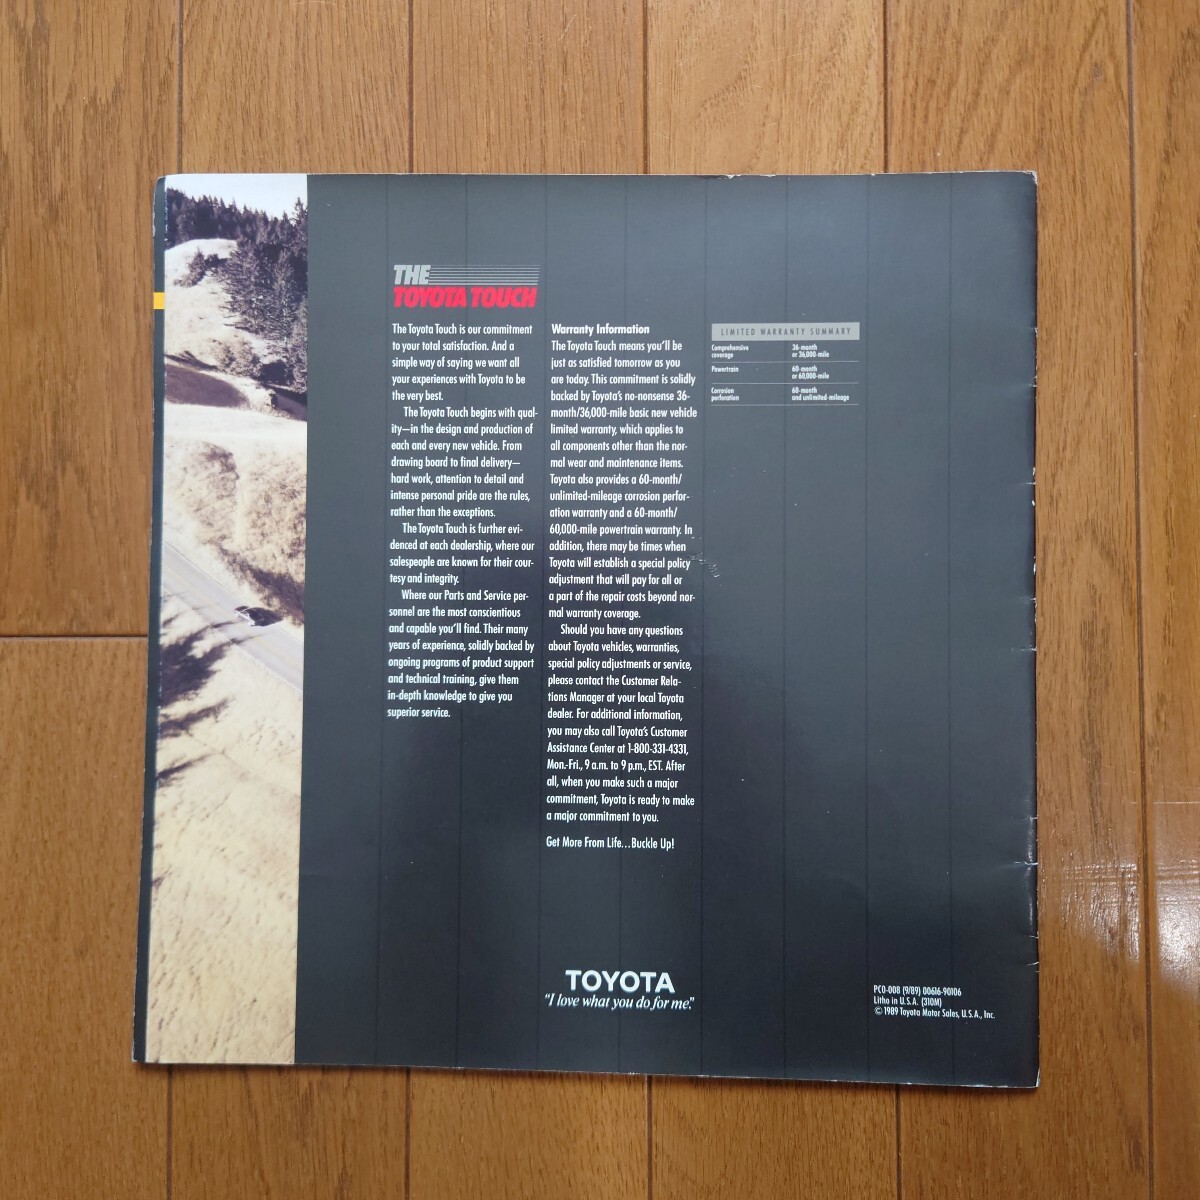 THE
TOYOTA TOUCH
The Toyota Touch is our commitment
to your total satisfaction. And a
simple way of saying we want all
your experiences with Toyota to be
the very best.
The Toyota Touch begins with qual-
ity—in the design and production of
each and every new vehicle. From
drawing board to final delivery—
hard work, attention to detail and
intense personal pride are the rules,
rather than the exceptions.
The Toyota Touch is further evi-
denced at each dealership, where our
salespeople are known for their cour-
tesy and integrity.
Where our Parts and Service per-
sonnel are the most conscientious
and capable you'll find. Their many
years of experience, solidly backed by
ongoing programs of product support
and technical training, give them
in-depth knowledge to give you
superior service.
Warranty Information
The Toyota Touch means you'll be
just as satisfied tomorrow as you
are today. This commitment is solidly
backed by Toyota's no-nonsense 36-
month/36,000-mile basic new vehicle
limited warranty, which applies to
all components other than the nor-
mal wear and maintenance items.
Toyota also provides a 60-month/
unlimited-mileage corrosion perfor-
ation warranty and a 60-month/
60,000-mile powertrain warranty. In
addition, there may be times when
Toyota will establish a special policy
adjustment that will pay for all or
a part of the repair costs beyond nor-
mal warranty coverage.
Should you have any questions
about Toyota vehicles, warranties,
special policy adjustments or service,
please contact the Customer Rela-
tions Manager at your local Toyota
dealer. For additional information,
you may also call Toyota's Customer
Assistance Center at 1-800-331-4331,
Mon.-Fri., 9 a.m. to 9 p.m., EST. After
all, when you make such a major
commitment, Toyota is ready to make
a major commitment to you.
Get More From Life...Buckle Up!
LIMITED WARRANTY SUMMARY
Comprehensive coverage 36-month or 36,000-mile
Powertrain 60-month or 60,000-mile
Corrosion perforation 60-month and unlimited-mileage
TOYOTA
"I love what you do for me."
PCO-008 (9/89) 00616-90106
Litho in U.S.A. (310M)
© 1989 Toyota Motor Sales, U.S.A., Inc.